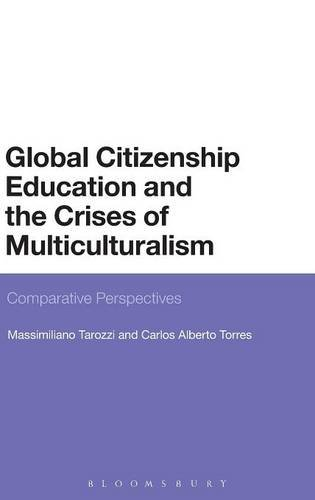 Global Citizenship
Education and
the Crises of
Multiculturalism
Comparative Perspectives
Massimiliano Tarozzi and Carlos Alberto Torres
BLOOMSBURY